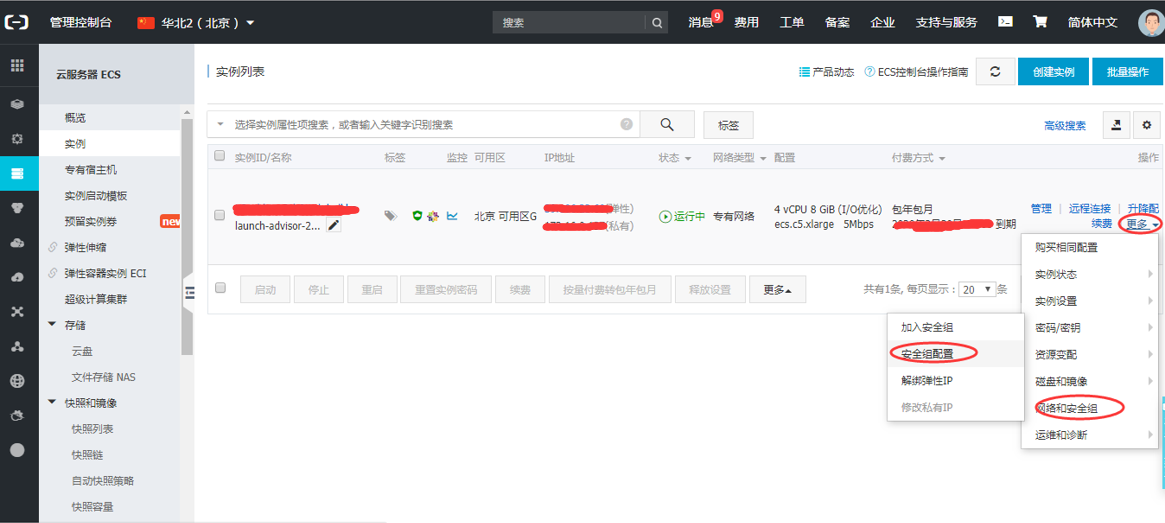 管理控制台
华北2（北京）
搜索
消息 9
费用
工单
备案
企业
支持与服务
简体中文
云服务器 ECS
概览
实例
专有宿主机
实例启动模板
预留实例券 new
弹性伸缩
弹性容器实例 ECI
超级计算集群
存储
云盘
文件存储 NAS
快照和镜像
快照列表
快照链
自动快照策略
快照容量
实例列表
产品动态
ECS控制台操作指南
创建实例
批量操作
选择实例属性项搜索，或者输入关键字识别搜索
标签
高级搜索
实例ID/名称 标签 监控 可用区 IP地址 状态 网络类型 配置 付费方式 操作
launch-advisor-2...
北京 可用区G
(弹性)
(私有)
运行中
专有网络
4 vCPU 8 GiB (I/O优化)
ecs.c5.xlarge 5Mbps
包年包月
到期
管理 | 远程连接 | 升降配
续费 更多
启动 停止 重启 重置实例密码 续费 按量付费转包年包月 释放设置 更多
共有1条, 每页显示：20 条
购买相同配置
实例状态
实例设置
密码/密钥
资源变配
磁盘和镜像
网络和安全组
运维和诊断
加入安全组
安全组配置
解绑弹性IP
修改私有IP